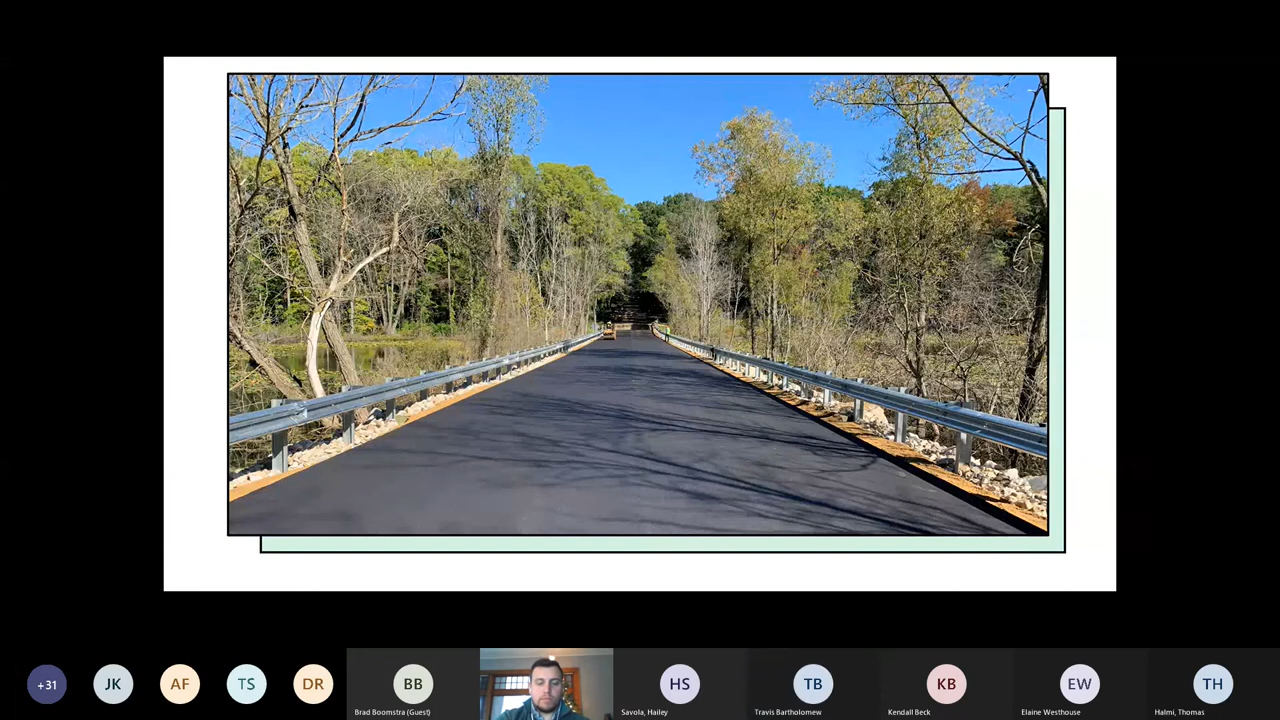 +31
JK
AF
TS
DR
BB
HS
TB
KB
EW
TH
Brad Boomstra (Guest)
Savola, Hailey
Travis Bartholomew
Kendall Beck
Elaine Westhouse
Halmi, Thomas